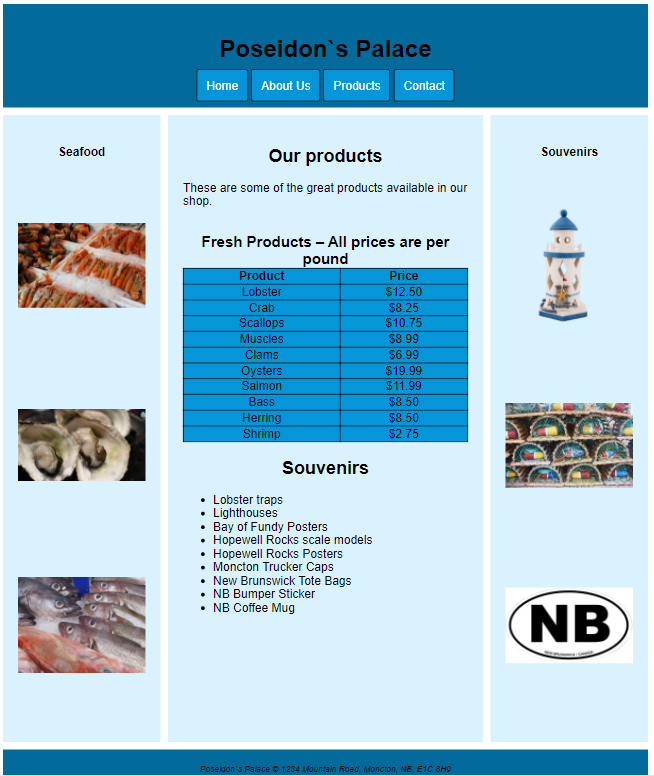 Poseidon`s Palace
Home About Us Products Contact
Seafood
Our products
These are some of the great products available in our
shop.
Fresh Products – All prices are per
pound
Product Price
Lobster $12.50
Crab $8.25
Scallops $10.75
Muscles $8.99
Clams $6.99
Oysters $19.99
Salmon $11.99
Bass $8.50
Herring $8.50
Shrimp $2.75
Souvenirs
Lobster traps
Lighthouses
Bay of Fundy Posters
Hopewell Rocks scale models
Hopewell Rocks Posters
Moncton Trucker Caps
New Brunswick Tote Bags
NB Bumper Sticker
NB Coffee Mug
Souvenirs
NB
NEW BRUNSWICK • CANADA
Poseidon`s Palace © 1234 Mountain Road, Moncton, NB. E1C 8H9